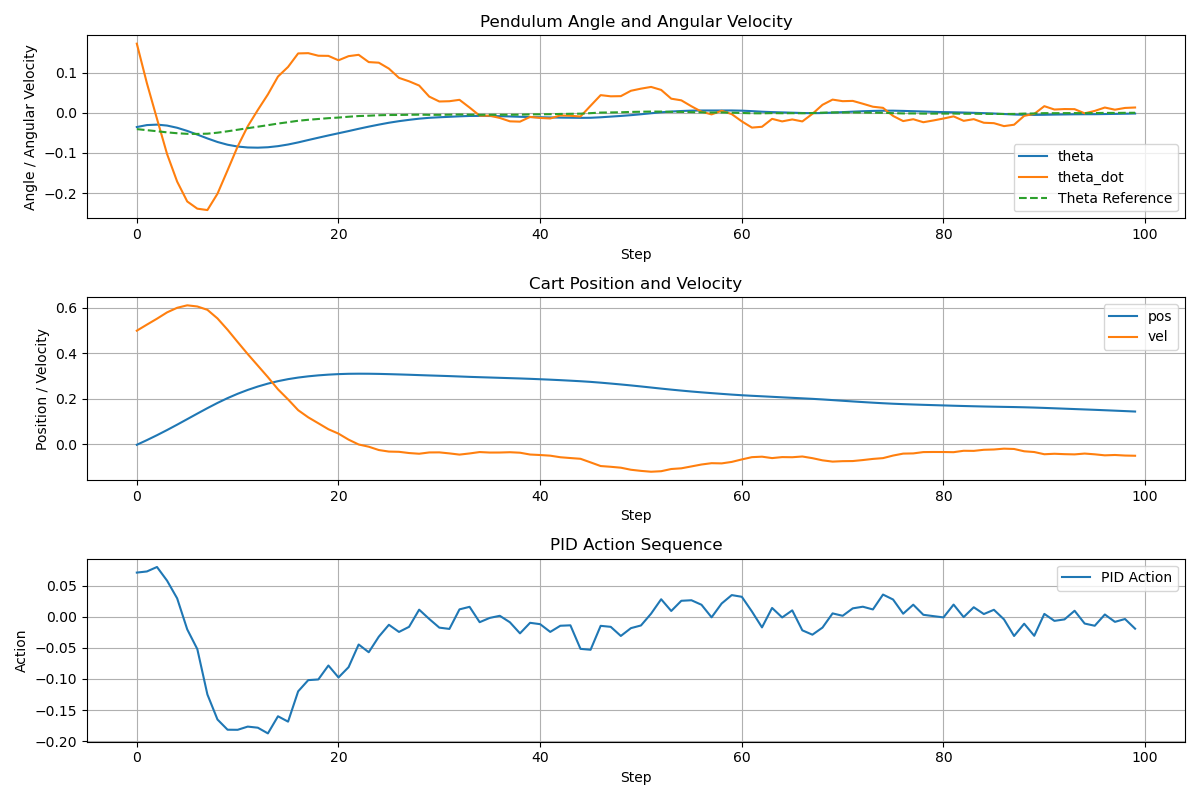 Pendulum Angle and Angular Velocity
Angle / Angular Velocity
0.1
0.0
−0.1
−0.2
theta
theta_dot
Theta Reference
0 20 40 60 80 100
Step
Cart Position and Velocity
Position / Velocity
0.6
0.4
0.2
0.0
pos
vel
0 20 40 60 80 100
Step
PID Action Sequence
Action
0.05
0.00
−0.05
−0.10
−0.15
−0.20
PID Action
0 20 40 60 80 100
Step